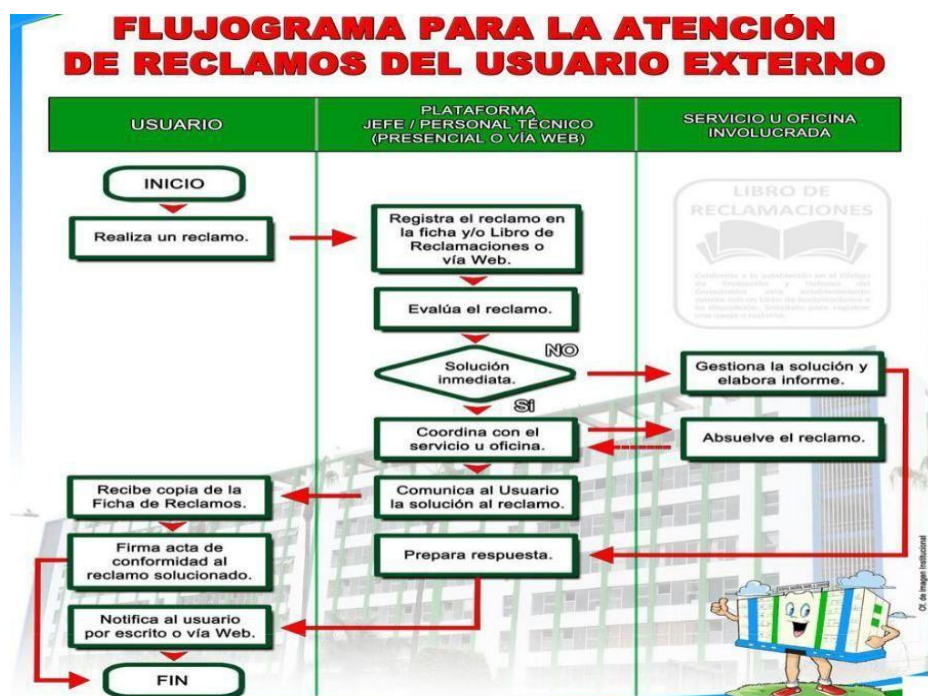 FLUJOGRAMA PARA LA ATENCIÓN
DE RECLAMOS DEL USUARIO EXTERNO
USUARIO
PLATAFORMA
JEFE / PERSONAL TÉCNICO
(PRESENCIAL O VÍA WEB)
SERVICIO U OFICINA
INVOLUCRADA
INICIO
Realiza un reclamo.
Registra el reclamo en
la ficha y/o Libro de
Reclamaciones o
vía Web.
LIBRO DE
RECLAMACIONES
Evalúa el reclamo.
Solución
inmediata.
NO
Gestiona la solución y
elabora informe.
Si
Coordina con el
servicio u oficina.
Absuelve el reclamo.
Recibe copia de la
Ficha de Reclamos.
Comunica al Usuario
la solución al reclamo.
Firma acta de
conformidad al
reclamo solucionado.
Prepara respuesta.
Notifica al usuario
por escrito o vía Web.
FIN
Of. de Imagen Institucional